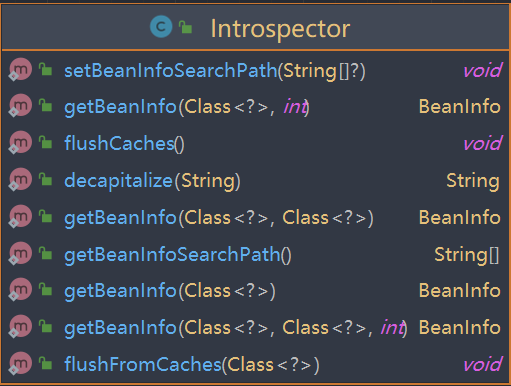 C Introspector
m setBeanInfoSearchPath(String[]?) void
m getBeanInfo(Class<?>, int) BeanInfo
m flushCaches() void
m decapitalize(String) String
m getBeanInfo(Class<?>, Class<?>) BeanInfo
m getBeanInfoSearchPath() String[]
m getBeanInfo(Class<?>) BeanInfo
m getBeanInfo(Class<?>, Class<?>, int) BeanInfo
m flushFromCaches(Class<?>) void